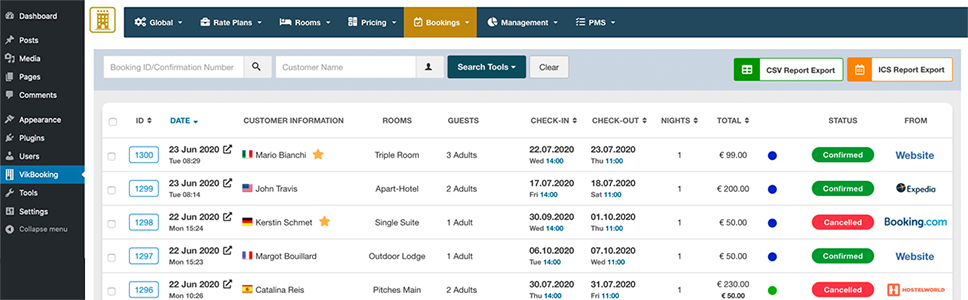 Dashboard
Posts
Media
Pages
Comments
Appearance
Plugins
Users
VikBooking
Tools
Settings
Collapse menu
Global Rate Plans Rooms Pricing Bookings Management PMS
Booking ID/Confirmation Number Customer Name Search Tools Clear CSV Report Export ICS Report Export
ID DATE CUSTOMER INFORMATION ROOMS GUESTS CHECK-IN CHECK-OUT NIGHTS TOTAL STATUS FROM
1300 23 Jun 2020 Mario Bianchi Triple Room 3 Adults 22.07.2020 23.07.2020 1 € 99.00 Confirmed Website
Tue 08:29 Wed 14:00 Thu 11:00
1299 23 Jun 2020 John Travis Apart-Hotel 2 Adults 17.07.2020 18.07.2020 1 € 200.00 Confirmed Expedia
Tue 08:14 Fri 14:00 Sat 11:00
1298 22 Jun 2020 Kerstin Schmet Single Suite 1 Adult 30.09.2020 01.10.2020 1 € 50.00 Cancelled Booking.com
Mon 15:24 Wed 14:00 Thu 11:00
1297 22 Jun 2020 Margot Bouillard Outdoor Lodge 1 Adult 06.10.2020 07.10.2020 1 € 50.00 Confirmed Website
Mon 15:23 Tue 14:00 Wed 11:00
1296 22 Jun 2020 Catalina Reis Pitches Main 2 Adults 30.07.2020 31.07.2020 1 € 230.00 Cancelled HOSTELWORLD
Mon 10:26 Thu 14:00 Fri 11:00 € 50.00